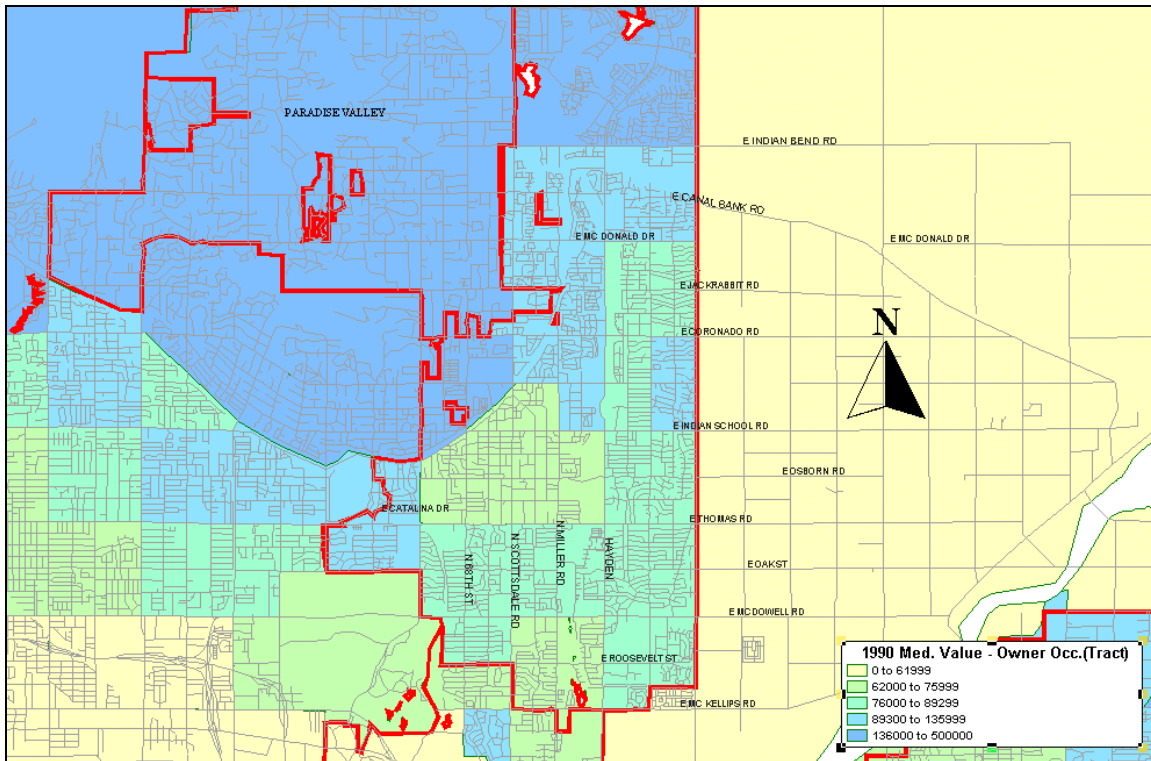 PARADISE VALLEY
E INDIAN BEND RD
E CANAL BANK RD
E MC DONALD DR
E MC DONALD DR
E JACKRABBIT RD
E CORONADO RD
N
E INDIAN SCHOOL RD
E OSBORN RD
E CATALINA DR
E THOMAS RD
N 68TH ST
N SCOTTSDALE RD
N MILLER RD
HAYDEN
E OAK ST
E MC DOWELL RD
E ROOSEVELT ST
E MC KELLIPS RD
1990 Med. Value - Owner Occ.(Tract)
0 to 61999
62000 to 75999
76000 to 89299
89300 to 135999
136000 to 500000